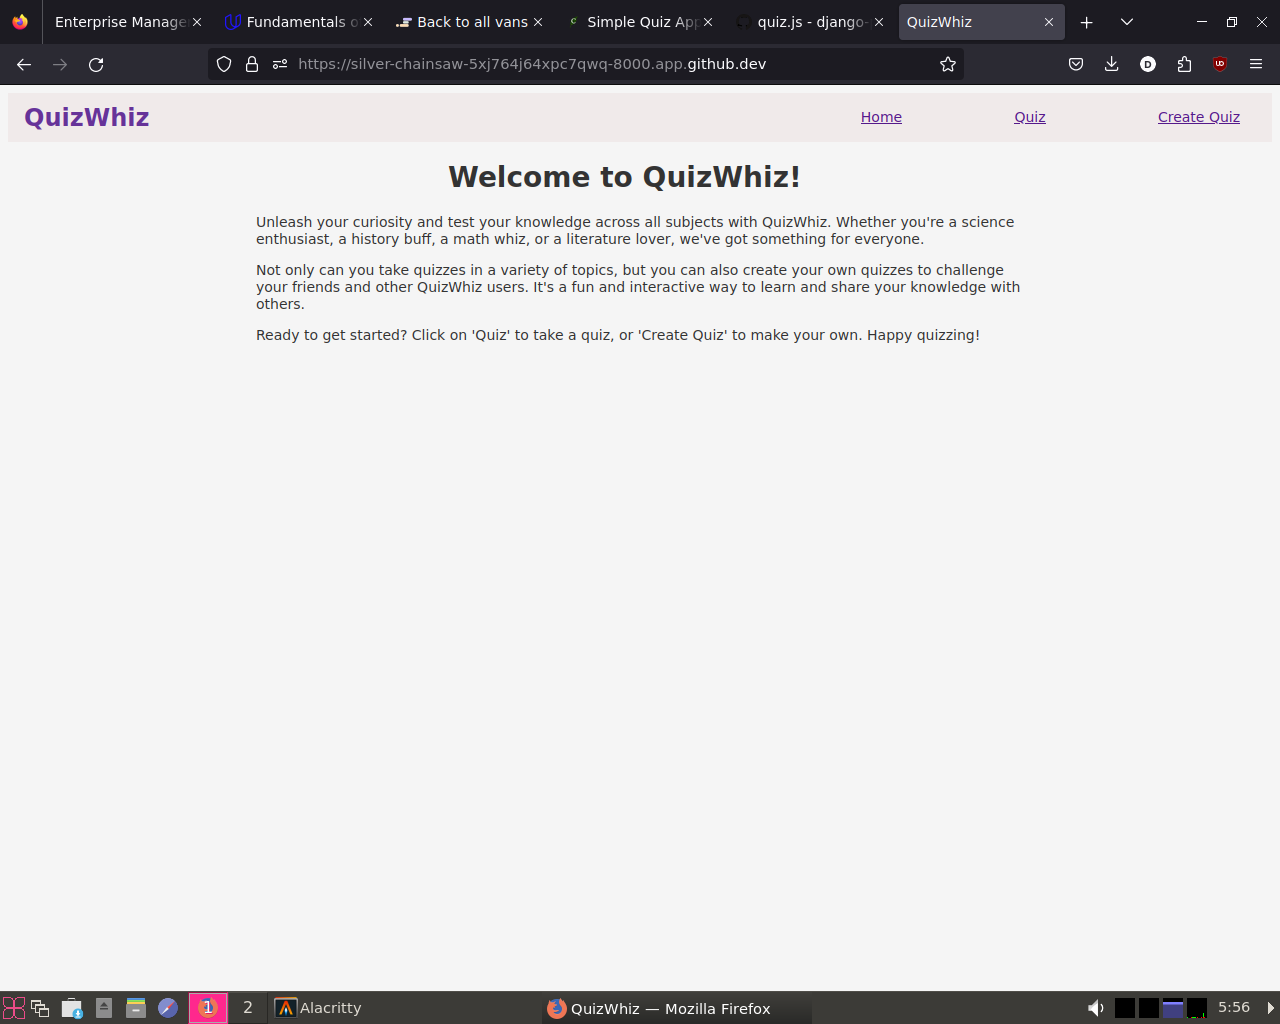 Enterprise Manage
Fundamentals o
Back to all vans
Simple Quiz App
quiz.js - django-
QuizWhiz
https://silver-chainsaw-5xj764j64xpc7qwq-8000.app.github.dev
QuizWhiz
Home
Quiz
Create Quiz
Welcome to QuizWhiz!
Unleash your curiosity and test your knowledge across all subjects with QuizWhiz. Whether you're a science
enthusiast, a history buff, a math whiz, or a literature lover, we've got something for everyone.
Not only can you take quizzes in a variety of topics, but you can also create your own quizzes to challenge
your friends and other QuizWhiz users. It's a fun and interactive way to learn and share your knowledge with
others.
Ready to get started? Click on 'Quiz' to take a quiz, or 'Create Quiz' to make your own. Happy quizzing!
1
2
Alacritty
QuizWhiz — Mozilla Firefox
5:56